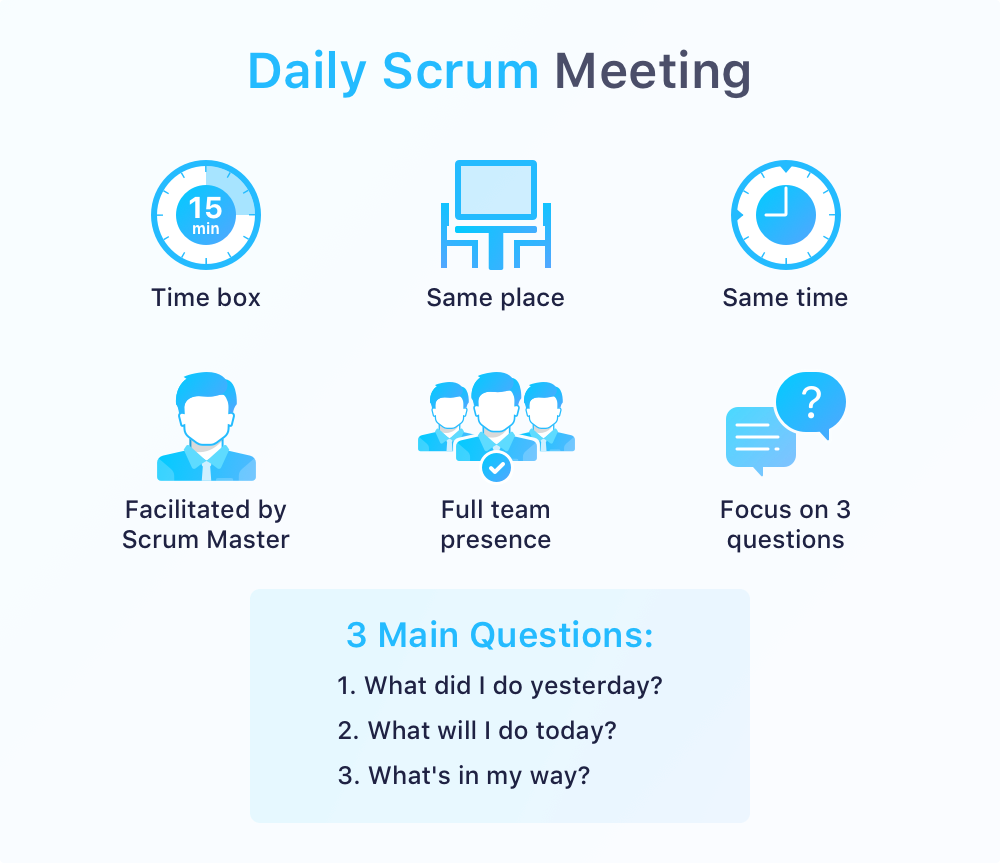 Daily Scrum Meeting
15
min
Time box
Same place
Same time
Facilitated by
Scrum Master
Full team
presence
?
Focus on 3
questions
3 Main Questions:
1. What did I do yesterday?
2. What will I do today?
3. What's in my way?